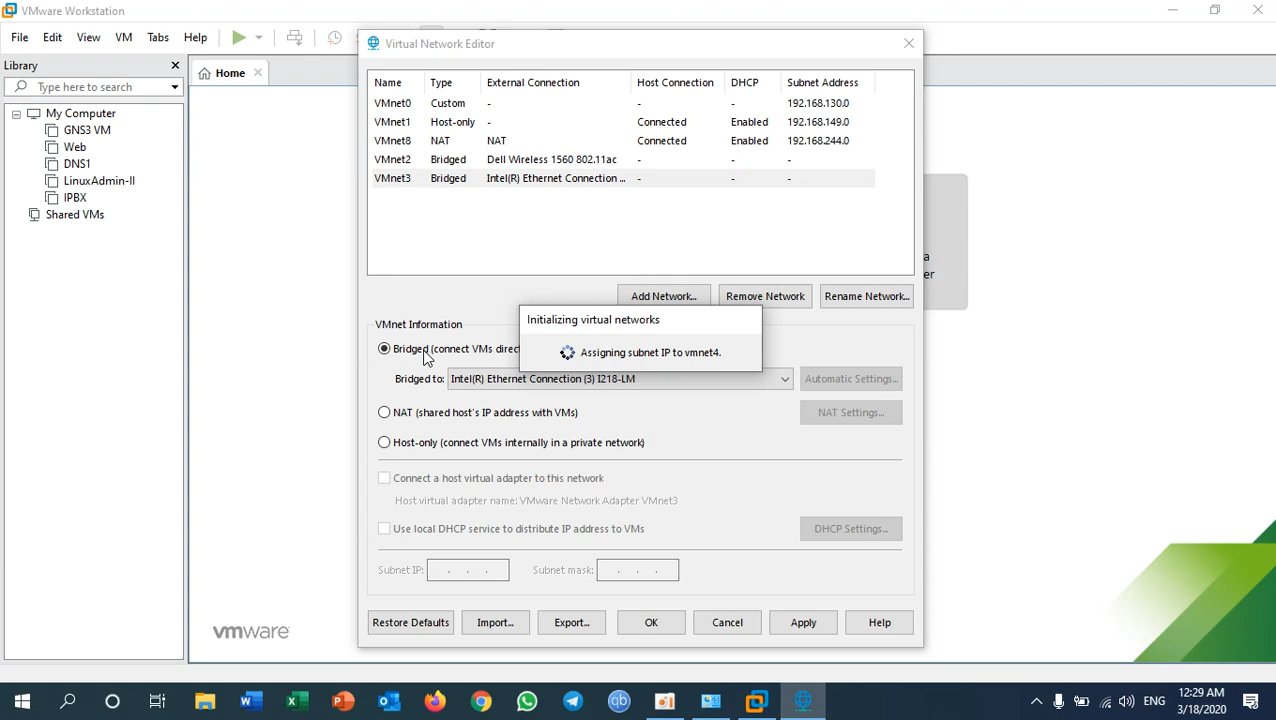 VMware Workstation
File Edit View VM Tabs Help
Library
Type here to search
My Computer
GNS3 VM
Web
DNS1
LinuxAdmin-II
IPBX
Shared VMs
Home
Virtual Network Editor
Name Type External Connection Host Connection DHCP Subnet Address
VMnet0 Custom - - - 192.168.130.0
VMnet1 Host-only - Connected Enabled 192.168.149.0
VMnet8 NAT NAT Connected Enabled 192.168.244.0
VMnet2 Bridged Dell Wireless 1560 802.11ac - - -
VMnet3 Bridged Intel(R) Ethernet Connection ... - - -
a
er
Add Network... Remove Network Rename Network...
VMnet Information
Initializing virtual networks
Assigning subnet IP to vmnet4.
Bridged (connect VMs direct
Bridged to: Intel(R) Ethernet Connection (3) I218-LM Automatic Settings...
NAT (shared host's IP address with VMs) NAT Settings...
Host-only (connect VMs internally in a private network)
Connect a host virtual adapter to this network
Host virtual adapter name: VMware Network Adapter VMnet3
Use local DHCP service to distribute IP address to VMs DHCP Settings...
Subnet IP: . . . Subnet mask: . . .
Restore Defaults Import... Export... OK Cancel Apply Help
vmware
ENG
12:29 AM
3/18/2020